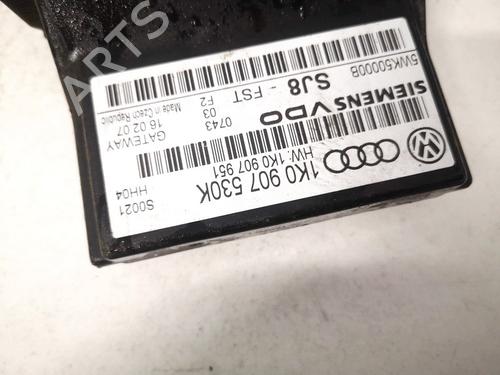 1K0 907 530K
HW: 1K0 907 951
S0021
HH04
SIEMENS VDO
0743
03
GATEWAY
16.02.07
Made in Czech Republic
SJ8 - FST F2
5WK50000B